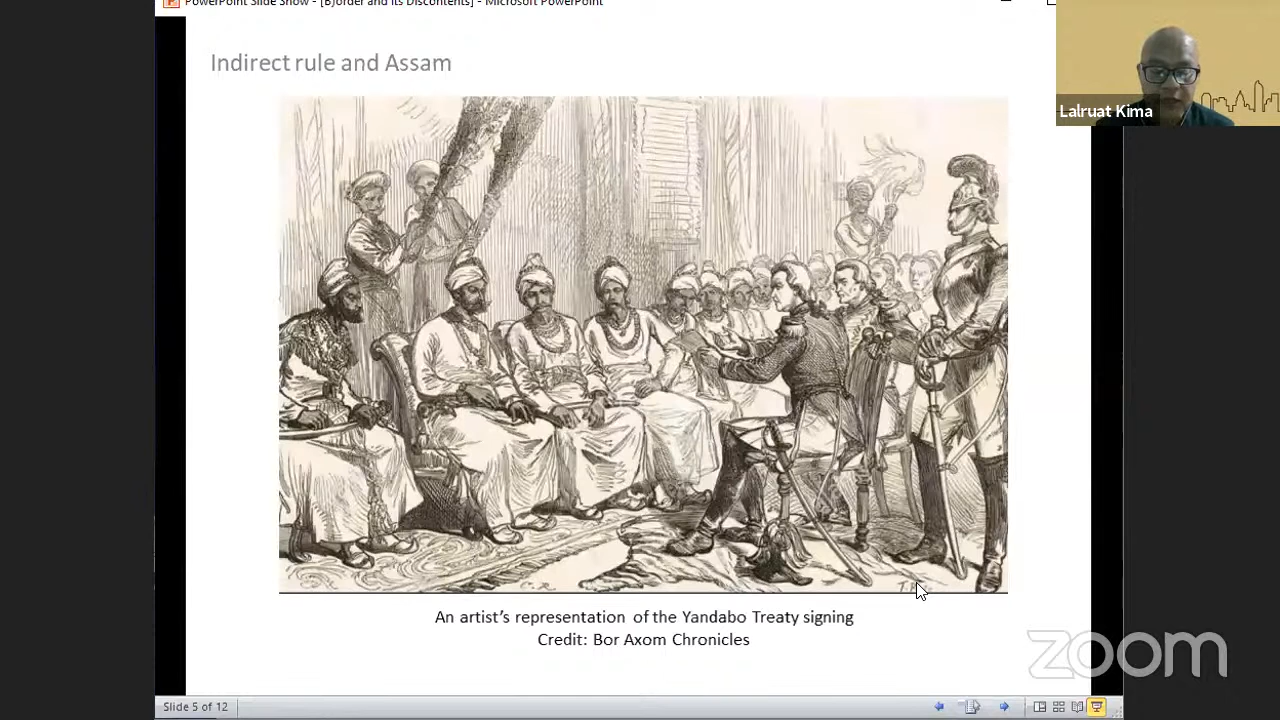 PowerPoint Slide Show - [B]order and Its Discontents] - Microsoft PowerPoint
Indirect rule and Assam
Lalruat Kima
An artist's representation of the Yandabo Treaty signing
Credit: Bor Axom Chronicles
zoom
Slide 5 of 12